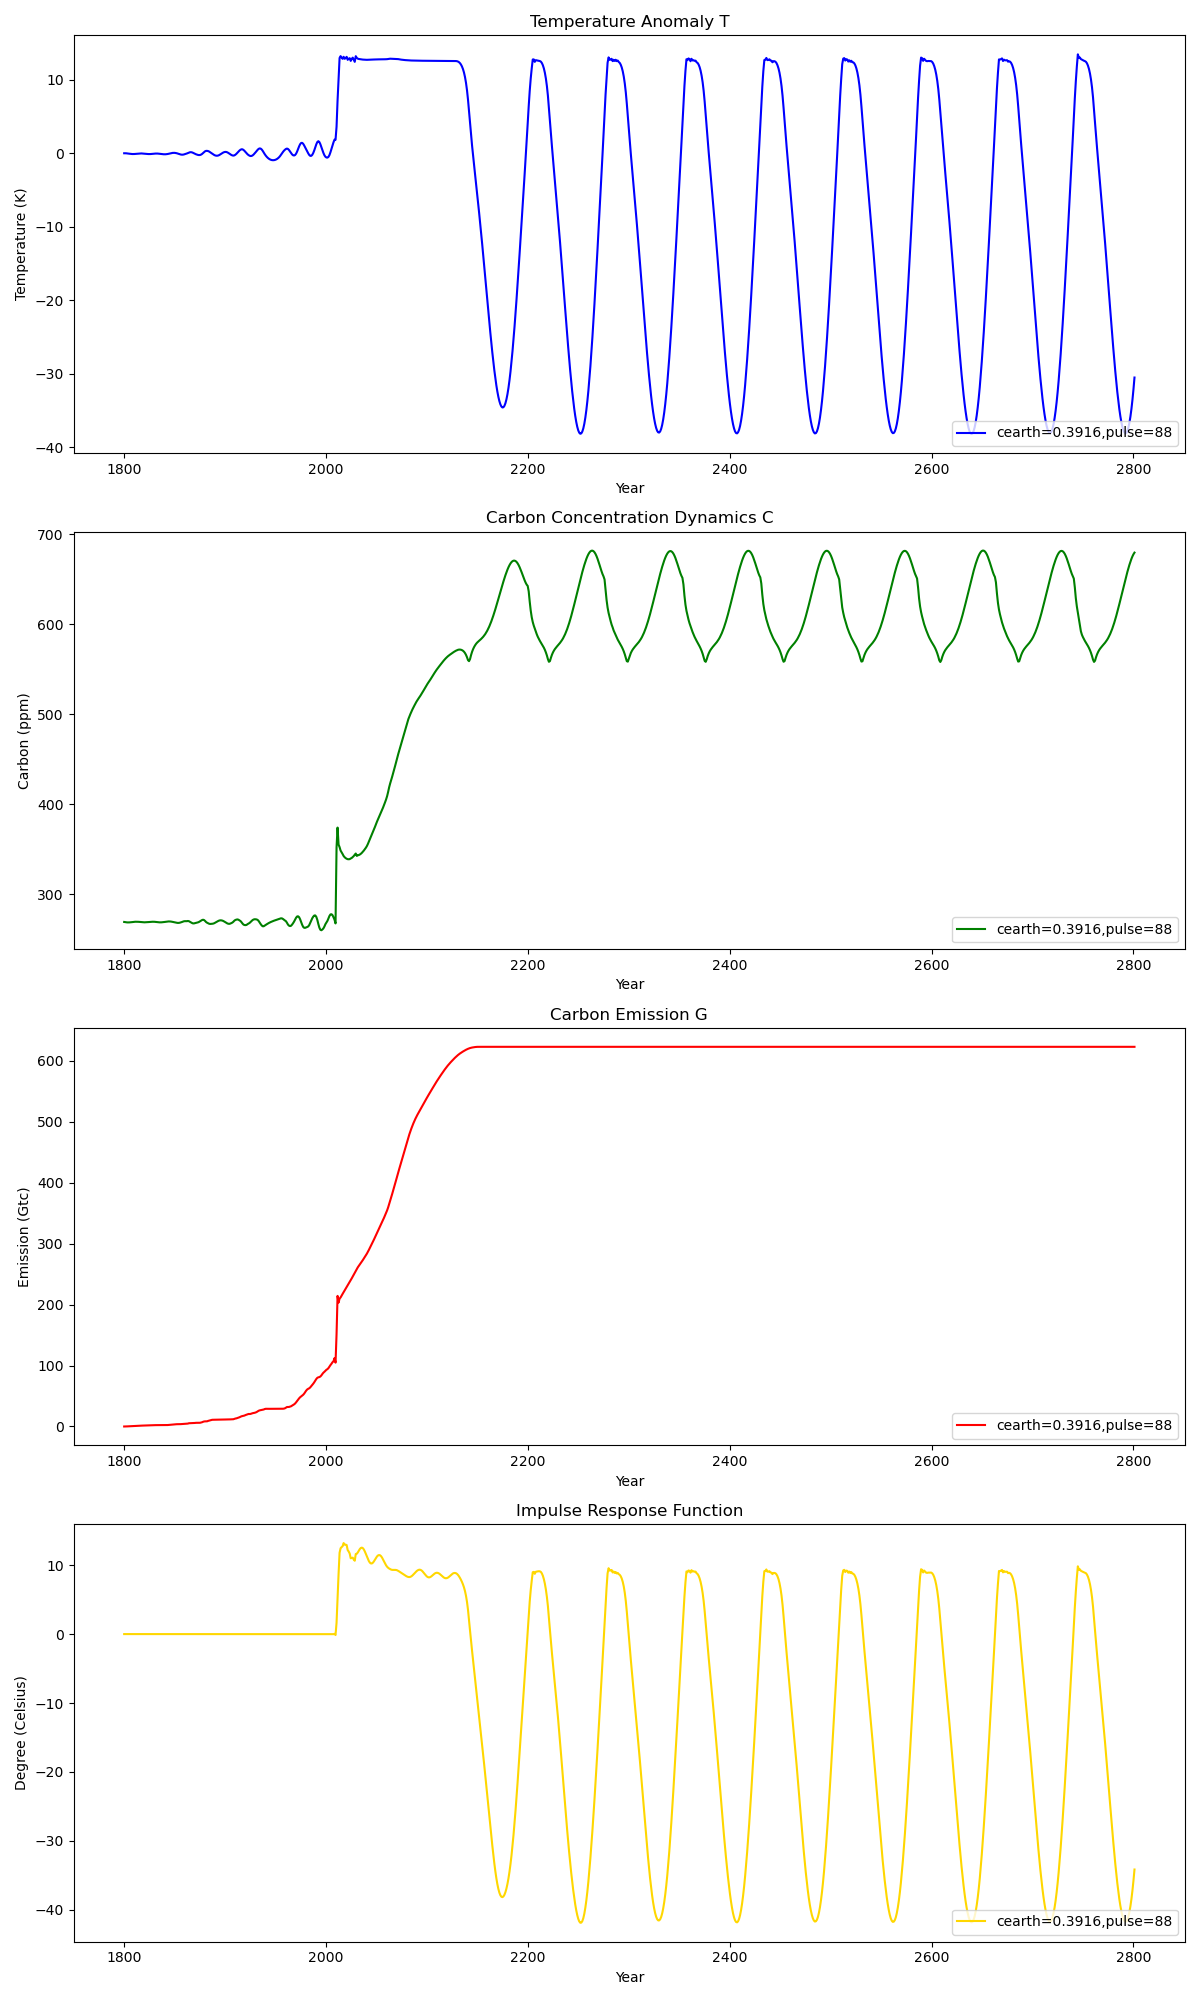 Temperature Anomaly T
Temperature (K)
10
0
−10
−20
−30
−40
cearth=0.3916,pulse=88
1800 2000 2200 2400 2600 2800
Year
Carbon Concentration Dynamics C
Carbon (ppm)
700
600
500
400
300
cearth=0.3916,pulse=88
1800 2000 2200 2400 2600 2800
Year
Carbon Emission G
Emission (Gtc)
600
500
400
300
200
100
0
cearth=0.3916,pulse=88
1800 2000 2200 2400 2600 2800
Year
Impulse Response Function
Degree (Celsius)
10
0
−10
−20
−30
−40
cearth=0.3916,pulse=88
1800 2000 2200 2400 2600 2800
Year